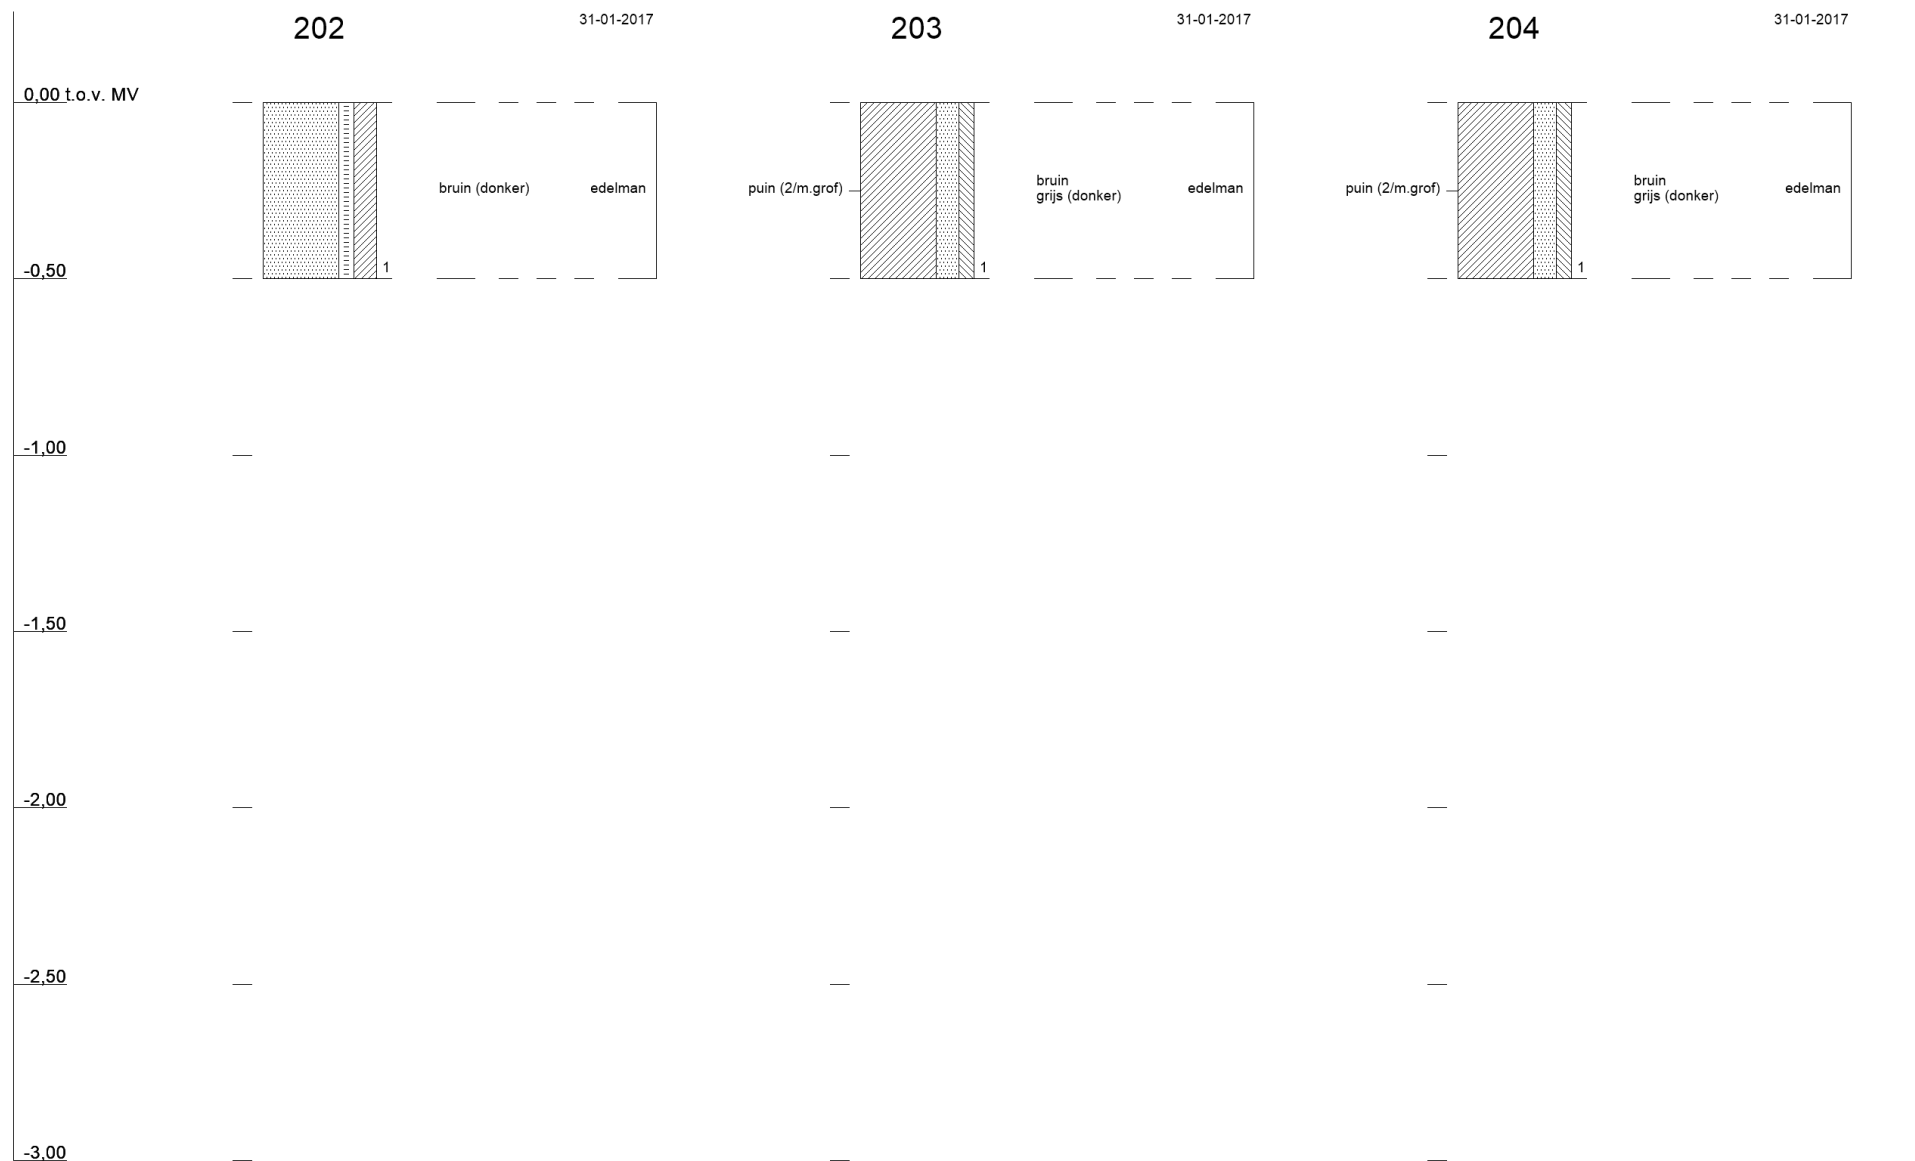 202
31-01-2017
203
31-01-2017
204
31-01-2017
0,00 t.o.v. MV
bruin (donker)
edelman
1
puin (2/m.grof)
bruin
grijs (donker)
edelman
1
puin (2/m.grof)
bruin
grijs (donker)
edelman
1
-0,50
-1,00
-1,50
-2,00
-2,50
-3,00